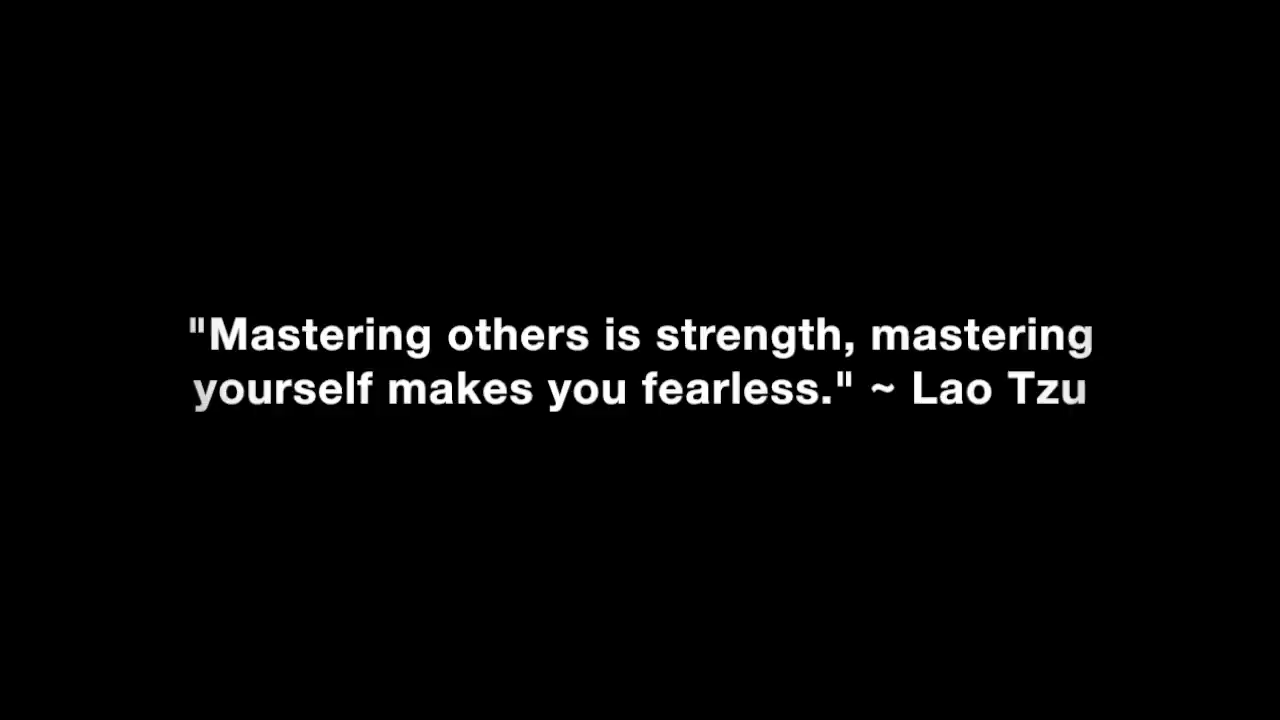 "Mastering others is strength, mastering
yourself makes you fearless." ~ Lao Tzu